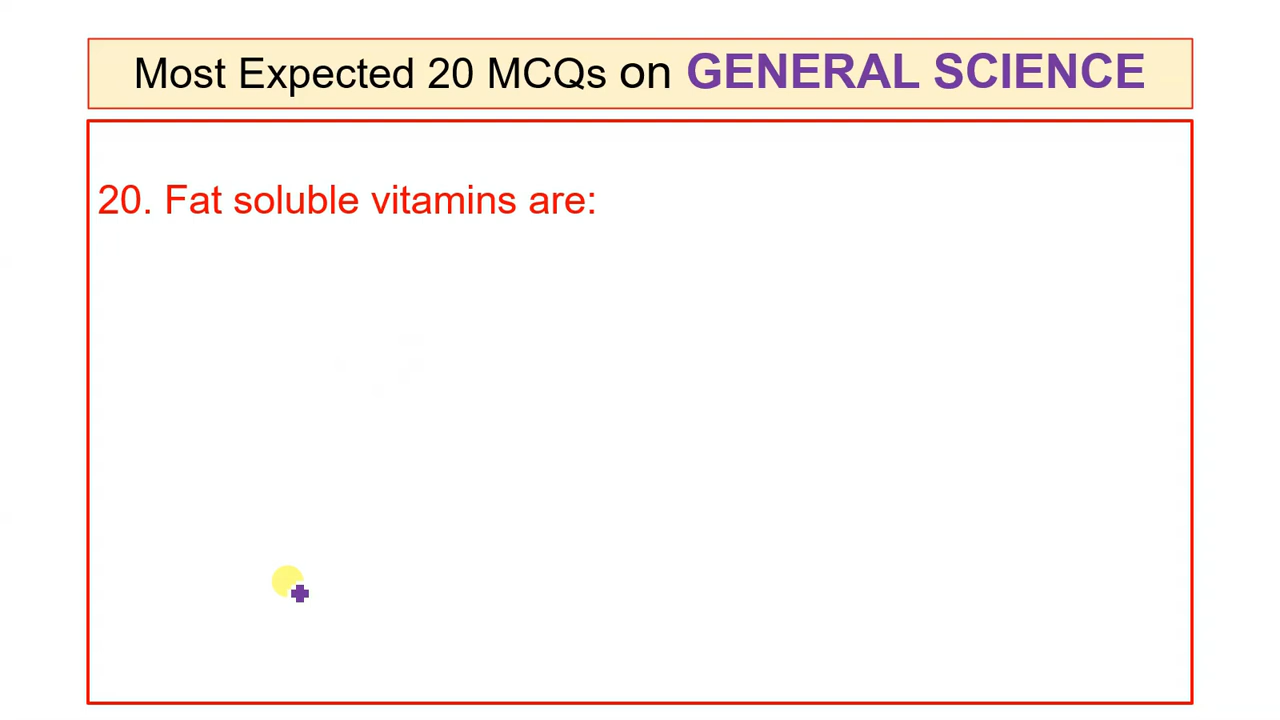 Most Expected 20 MCQs on GENERAL SCIENCE
20. Fat soluble vitamins are: